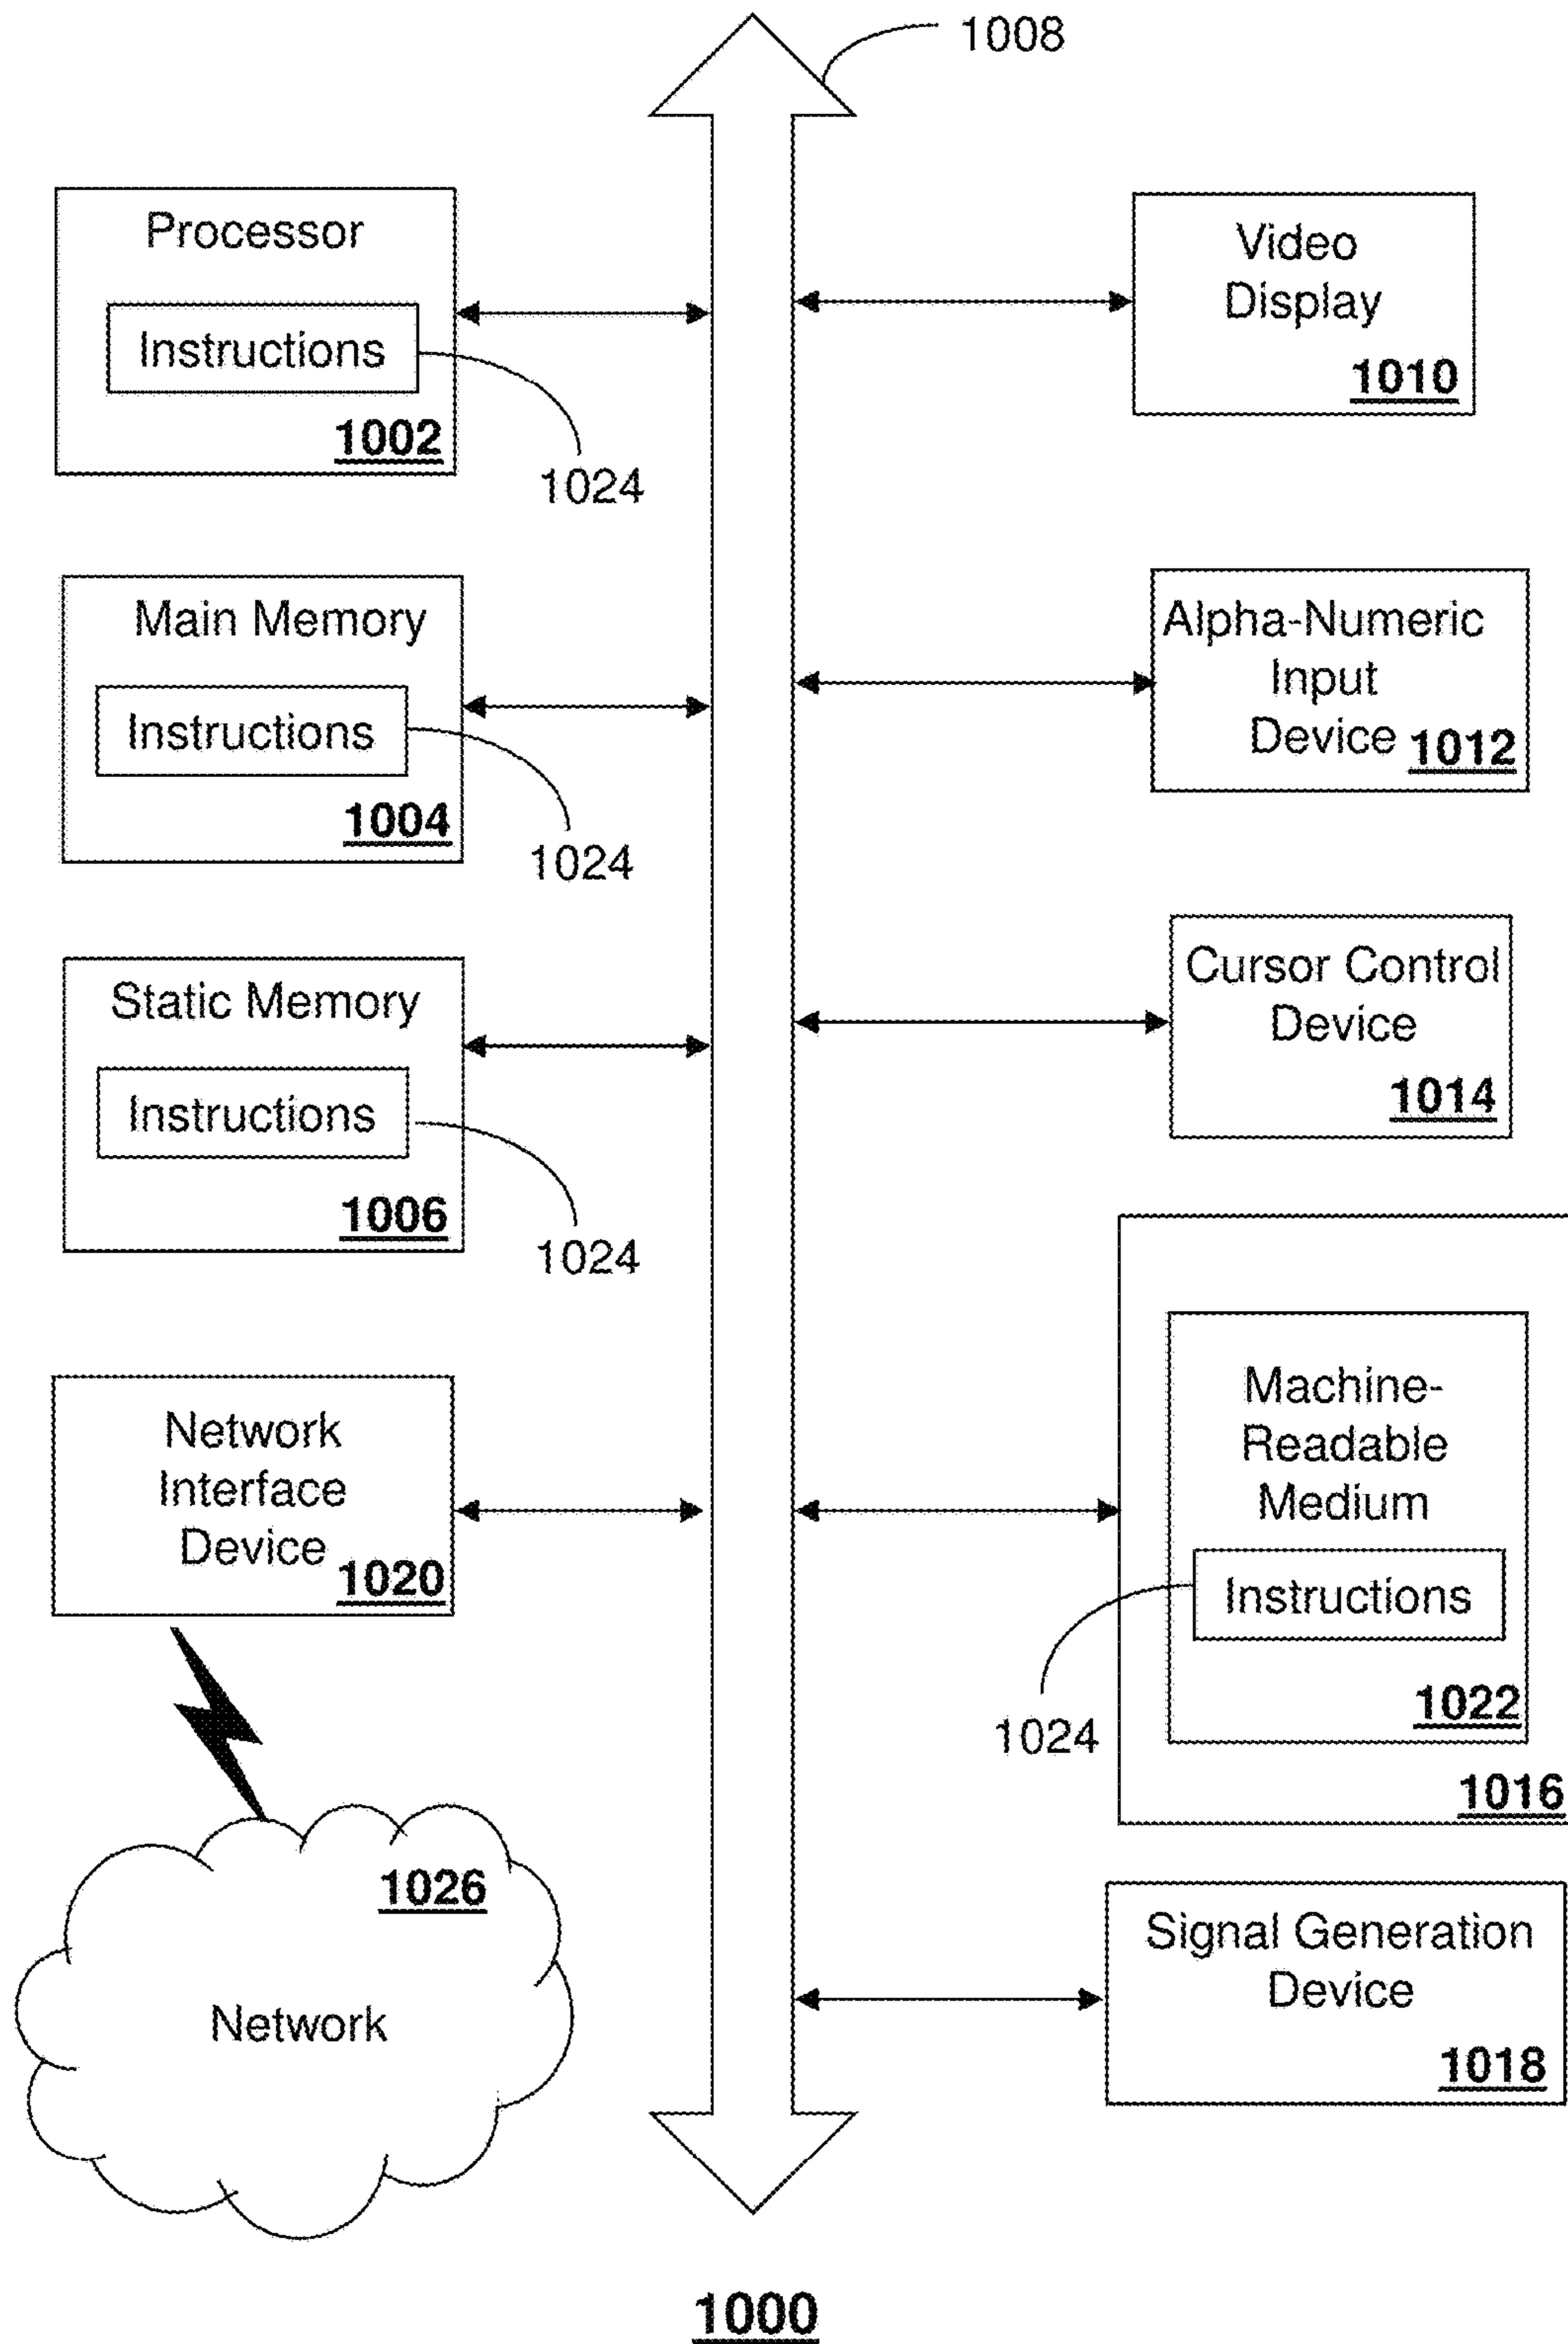 1008
Processor
Instructions
1002
1024
Main Memory
Instructions
1004
1024
Static Memory
Instructions
1006
1024
Network
Interface
Device
1020
1026
Network
Video
Display
1010
Alpha-Numeric
Input
Device 1012
Cursor Control
Device
1014
Machine-
Readable
Medium
Instructions
1022
1024
1016
Signal Generation
Device
1018
1000